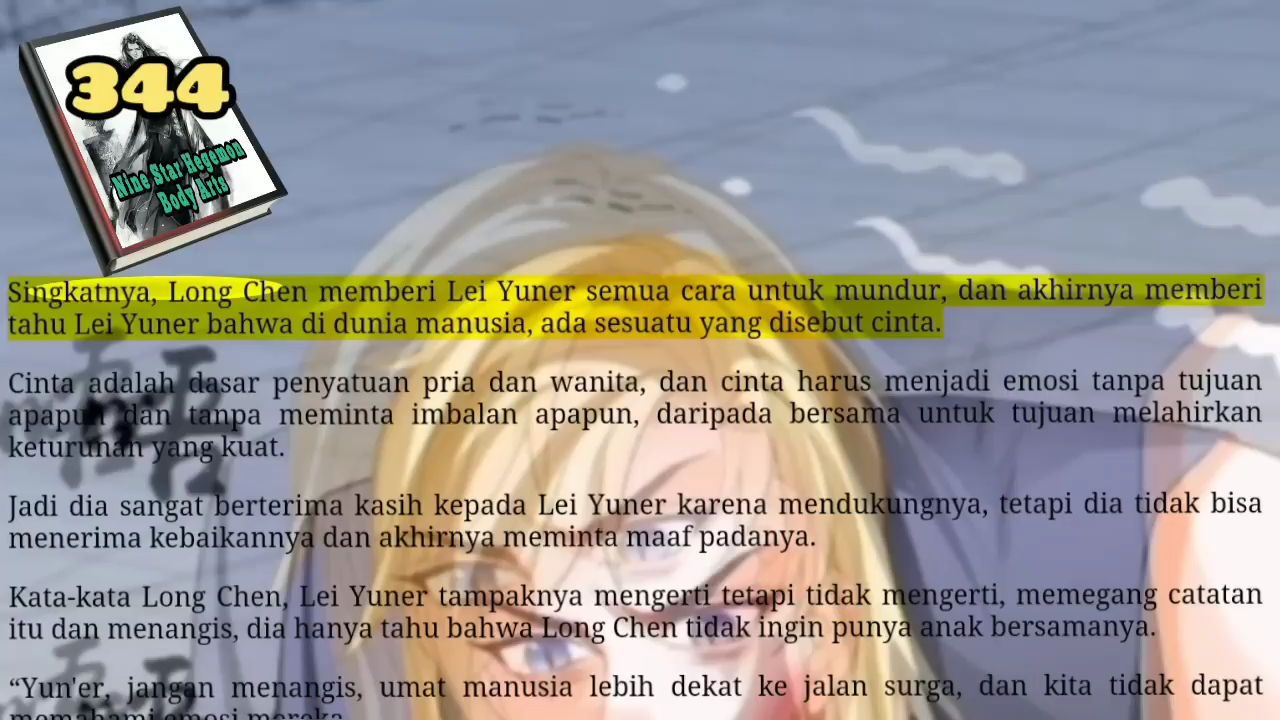 344
Nine Star Hegemon
Body Arts
Singkatnya, Long Chen memberi Lei Yuner semua cara untuk mundur, dan akhirnya memberi
tahu Lei Yuner bahwa di dunia manusia, ada sesuatu yang disebut cinta.
Cinta adalah dasar penyatuan pria dan wanita, dan cinta harus menjadi emosi tanpa tujuan
apapun dan tanpa meminta imbalan apapun, daripada bersama untuk tujuan melahirkan
keturunan yang kuat.
Jadi dia sangat berterima kasih kepada Lei Yuner karena mendukungnya, tetapi dia tidak bisa
menerima kebaikannya dan akhirnya meminta maaf padanya.
Kata-kata Long Chen, Lei Yuner tampaknya mengerti tetapi tidak mengerti, memegang catatan
itu dan menangis, dia hanya tahu bahwa Long Chen tidak ingin punya anak bersamanya.
“Yun'er, jangan menangis, umat manusia lebih dekat ke jalan surga, dan kita tidak dapat
memahami emosi mereka